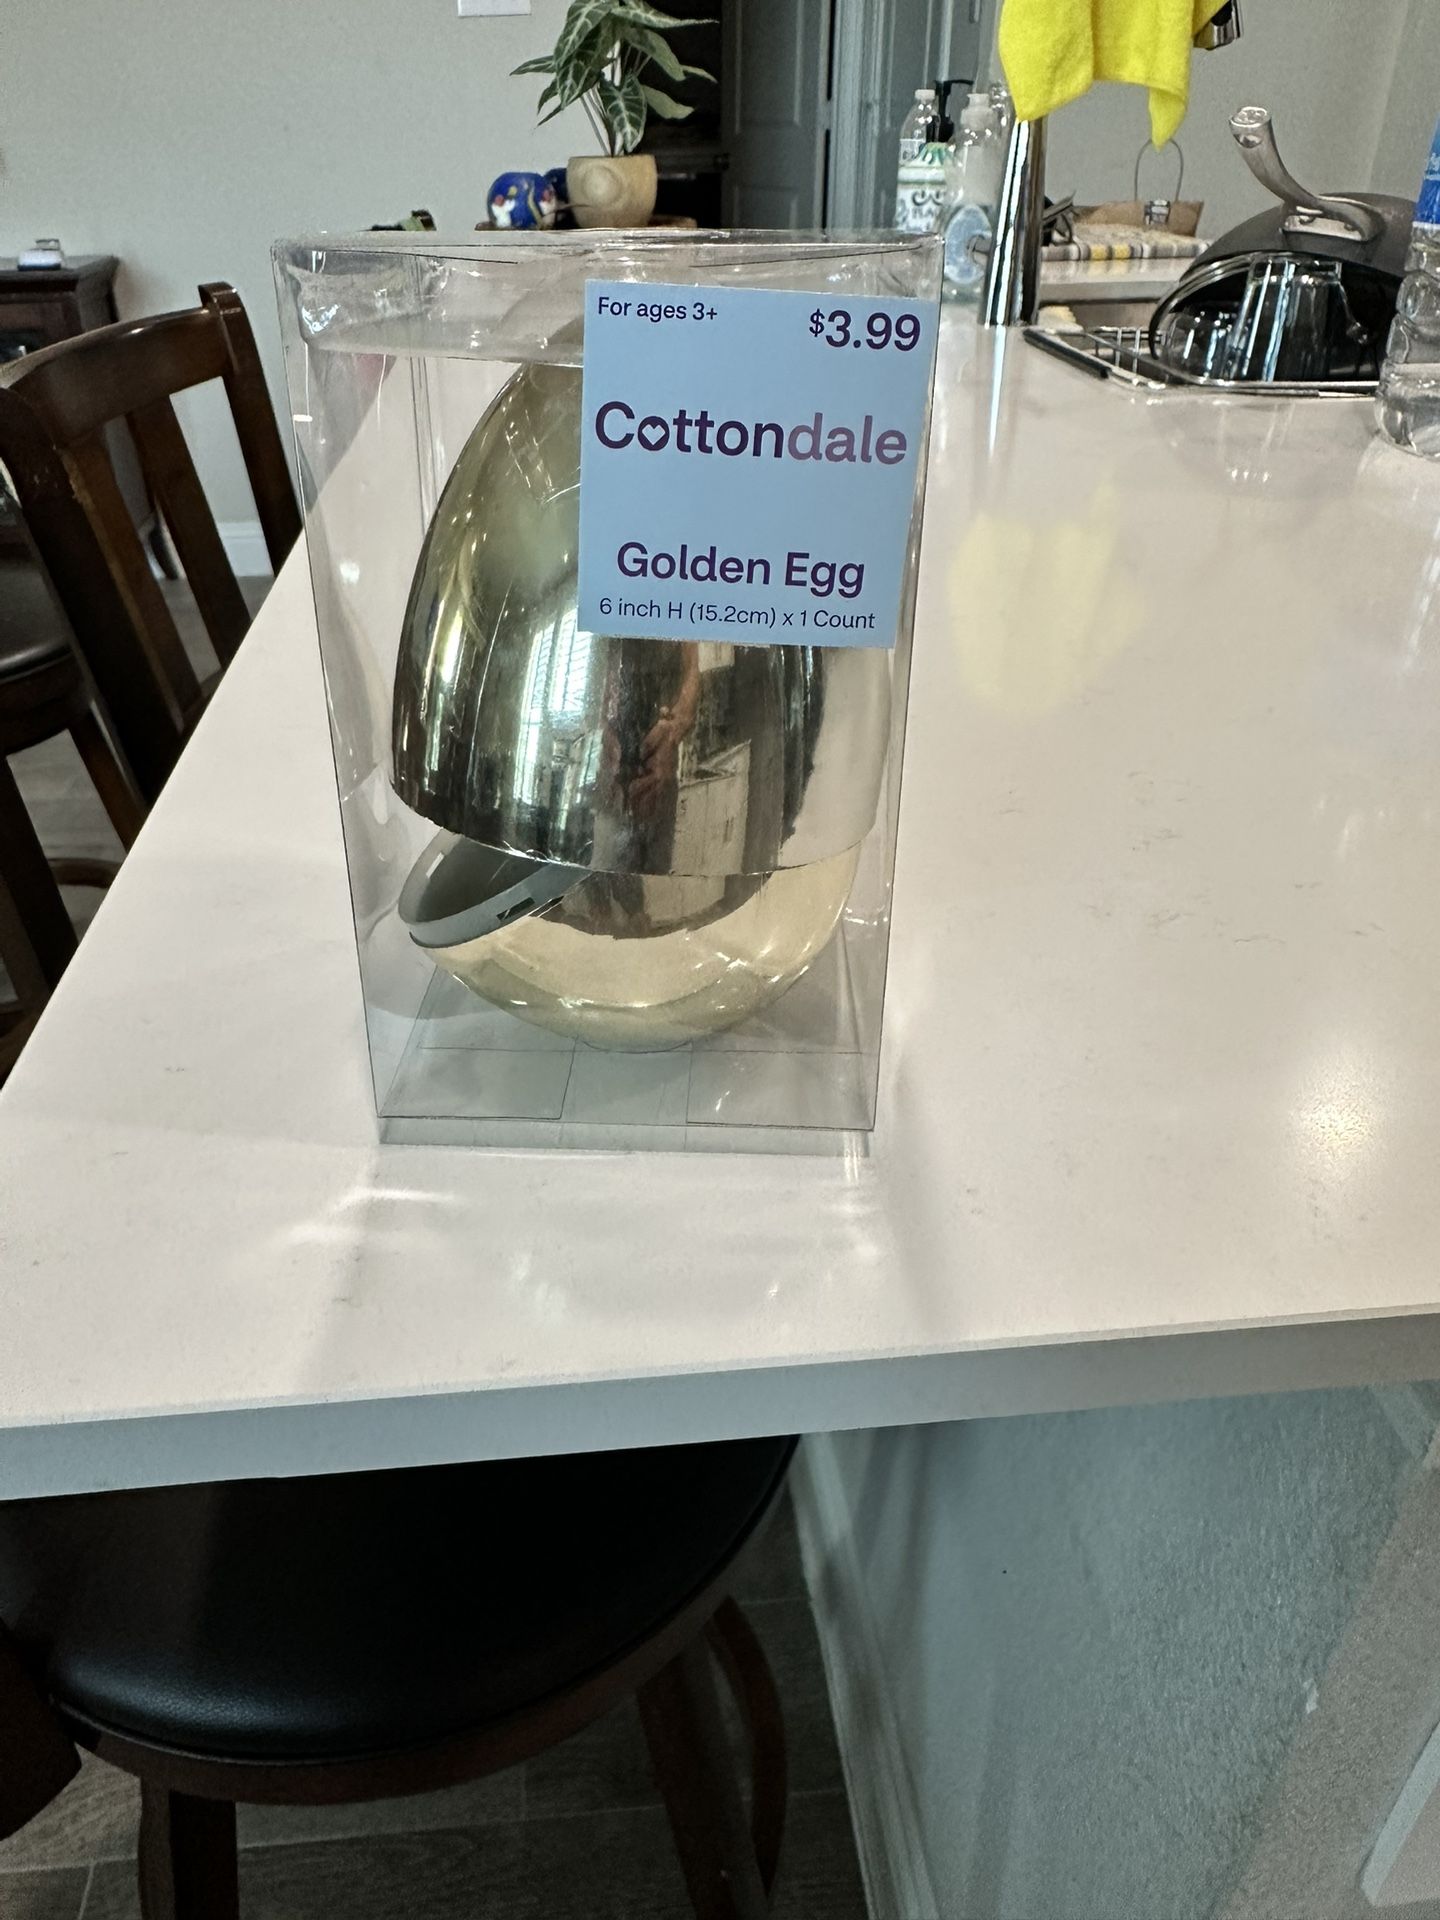 For ages 3+
$3.99
Cottondale
Golden Egg
6 inch H (15.2cm) x 1 Count